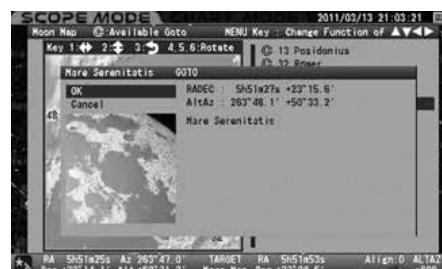 SCOPE MODE 2011/03/13 21:03:21
Moon Map @:Available Goto MENU Key : Change Function of ▲▼◀▶
Key 1: 2: 3: 4,5,6:Rotate
13 Posidonius
32 Römer
Mare Serenitatis GOTO
OK
Cancel
RADEC : 5h51m27s +23°15.6'
AltAz : 263°46.1' +50°33.2'
Mare Serenitatis
48
RA 5h51m25s Az 263°47.0' TARGET RA 5h51m53s Align:0 ALTAZ